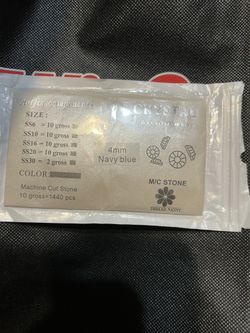 CRYSTAL
SIZE:
SS6 = 10 gross
SS10 = 10 gross
SS16 = 10 gross
SS20 = 10 gross
SS30 = 2 gross
4mm
Navy blue
COLOR:
M/C STONE
Machine Cut Stone
10 gross=1440 pcs